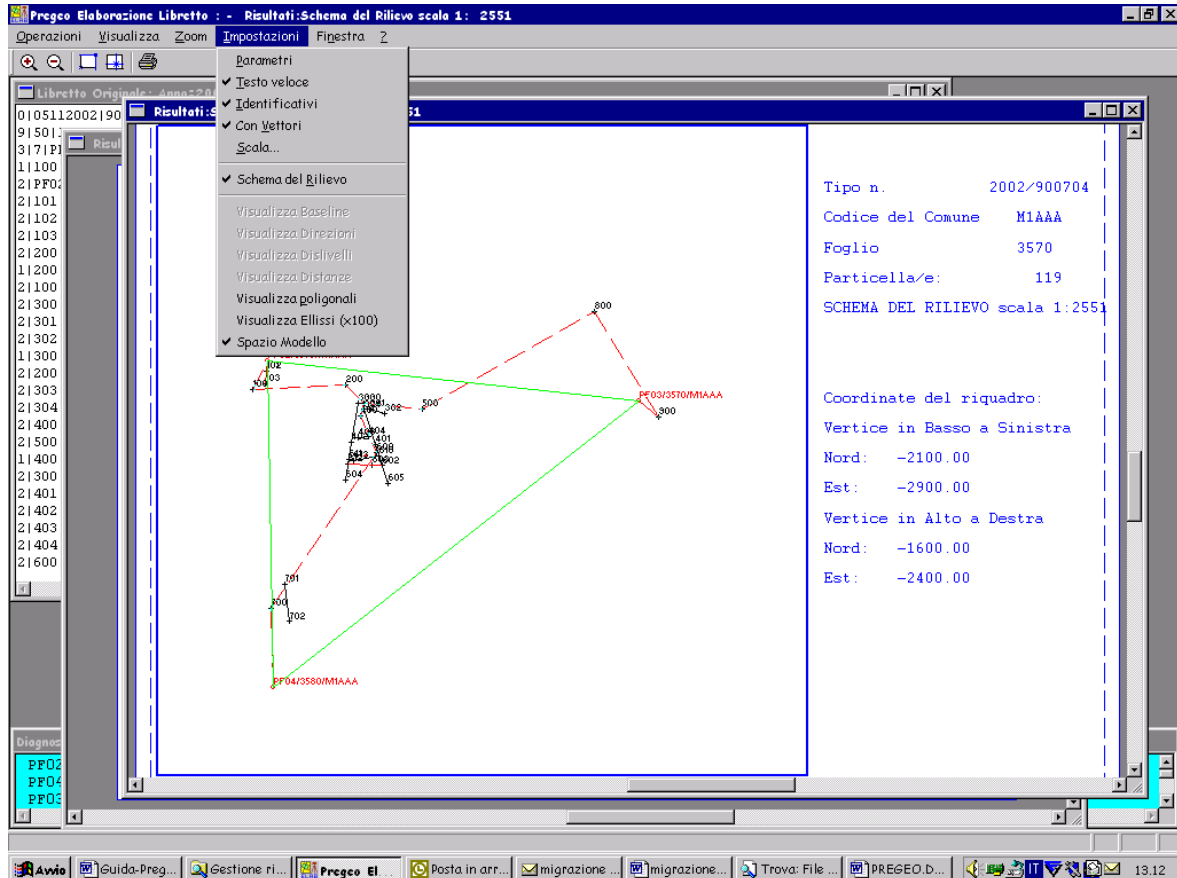 Pregeo Elaborazione Libretto : - Risultati:Schema del Rilievo scala 1: 2551
Operazioni Visualizza Zoom Impostazioni Finestra ?
Parametri
Testo veloce
Identificativi
Con Vettori
Scala...
Schema del Rilievo
Visualizza Baseline
Visualizza Direzioni
Visualizza Dislivelli
Visualizza Distanze
Visualizza poligonali
Visualizza Ellissi (x100)
Spazio Modello
Libretto Originale: Anno=200
0|05112002|90
9|50|
3|7|P
1|100
2|PF02
2|101
2|102
2|103
2|200
1|200
2|100
2|300
2|301
2|302
1|300
2|200
2|303
2|304
2|400
2|500
1|400
2|300
2|401
2|402
2|403
2|404
2|600
Risul
Risultati:S
51
Tipo n. 2002/900704
Codice del Comune M1AAA
Foglio 3570
Particella/e: 119
SCHEMA DEL RILIEVO scala 1:2551
Coordinate del riquadro:
Vertice in Basso a Sinistra
Nord: -2100.00
Est: -2900.00
Vertice in Alto a Destra
Nord: -1600.00
Est: -2400.00
800
102
03
200
302
500
PF03/3570/M1AAA
900
401
504
605
701
702
PF04/3580/M1AAA
Diagnos
PF02
PF04
PF03
Avvio Guida-Preg... Gestione ri... Pregeo El... Posta in arr... migrazione ... migrazione... Trova: File ... PREGEO.D... IT 13.12